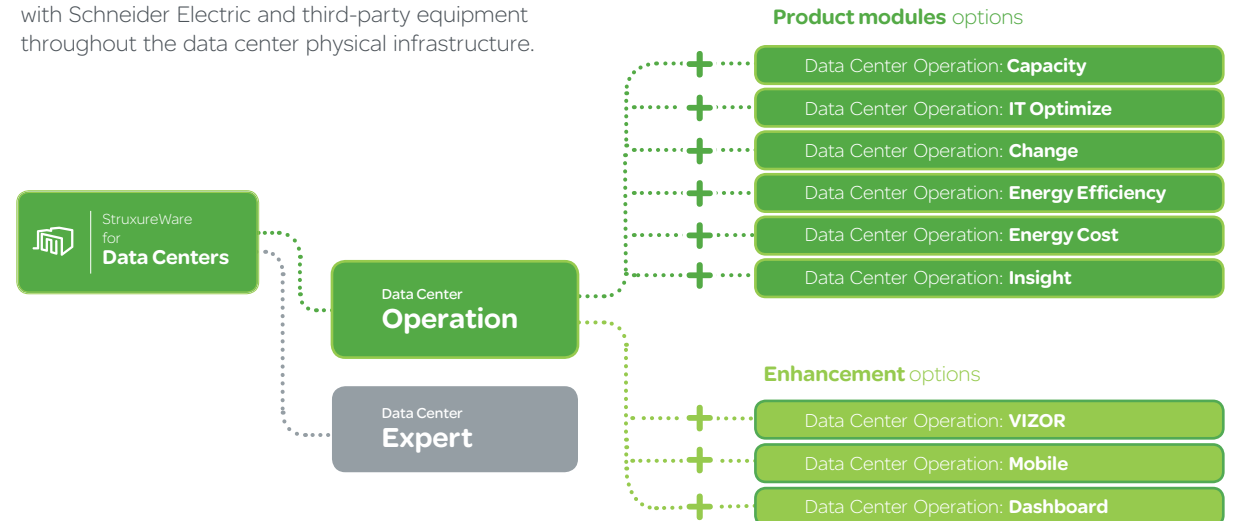 with Schneider Electric and third-party equipment
throughout the data center physical infrastructure.
Product modules options
Data Center Operation: Capacity
Data Center Operation: IT Optimize
Data Center Operation: Change
Data Center Operation: Energy Efficiency
Data Center Operation: Energy Cost
Data Center Operation: Insight
StruxureWare
for
Data Centers
Data Center
Operation
Data Center
Expert
Enhancement options
Data Center Operation: VIZOR
Data Center Operation: Mobile
Data Center Operation: Dashboard